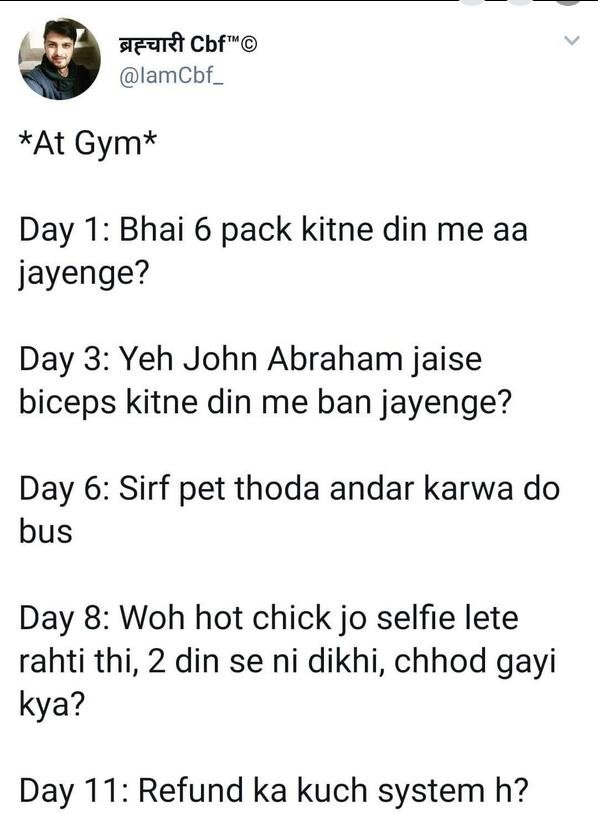 ब्रह्चारी Cbf™©
@IamCbf_
*At Gym*
Day 1: Bhai 6 pack kitne din me aa
jayenge?
Day 3: Yeh John Abraham jaise
biceps kitne din me ban jayenge?
Day 6: Sirf pet thoda andar karwa do
bus
Day 8: Woh hot chick jo selfie lete
rahti thi, 2 din se ni dikhi, chhod gayi
kya?
Day 11: Refund ka kuch system h?